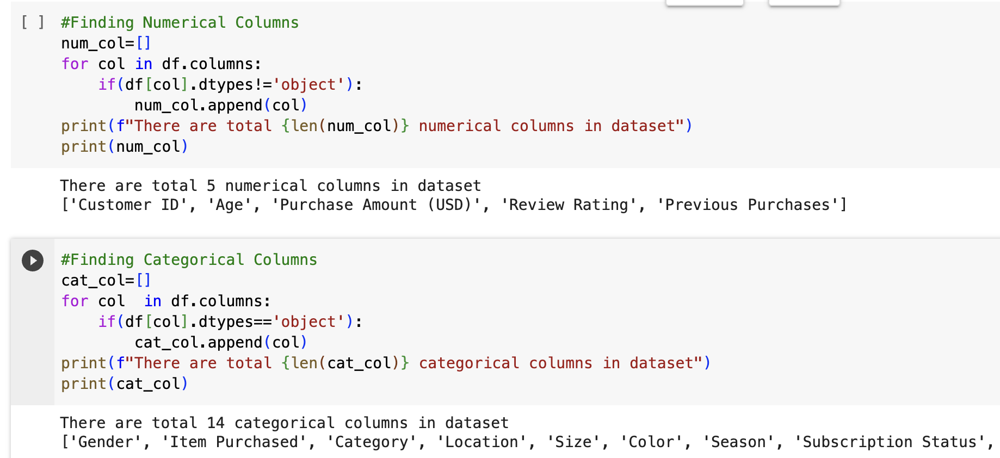 [ ] #Finding Numerical Columns
num_col=[]
for col in df.columns:
    if(df[col].dtypes!='object'):
        num_col.append(col)
print(f"There are total {len(num_col)} numerical columns in dataset")
print(num_col)
There are total 5 numerical columns in dataset
['Customer ID', 'Age', 'Purchase Amount (USD)', 'Review Rating', 'Previous Purchases']
#Finding Categorical Columns
cat_col=[]
for col  in df.columns:
    if(df[col].dtypes=='object'):
        cat_col.append(col)
print(f"There are total {len(cat_col)} categorical columns in dataset")
print(cat_col)
There are total 14 categorical columns in dataset
['Gender', 'Item Purchased', 'Category', 'Location', 'Size', 'Color', 'Season', 'Subscription Status',